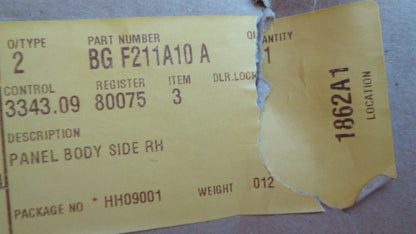 O/TYPE PART NUMBER QUANTITY
2 BG F211A10 A 1
CONTROL REGISTER ITEM DLR.LOC
3343.09 80075 3
DESCRIPTION
PANEL BODY SIDE RH
PACKAGE NO * HH09001 WEIGHT 012
1862A1
LOCATION